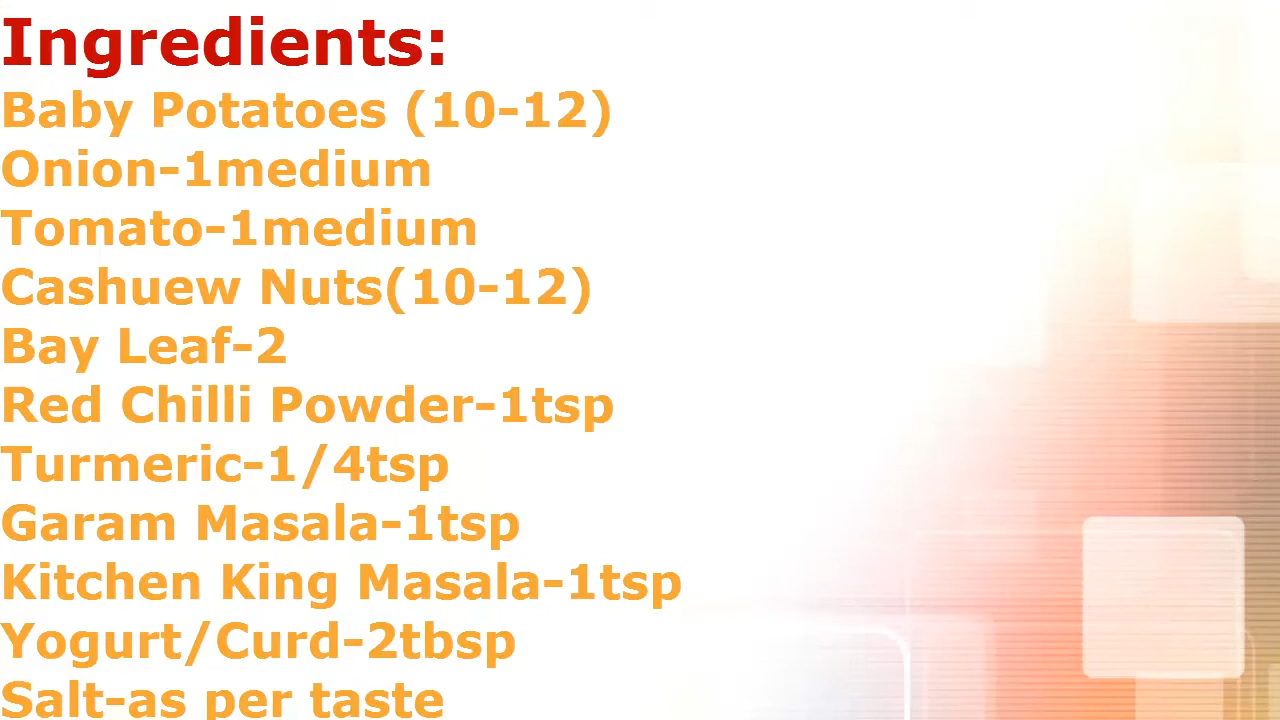 Ingredients:
Baby Potatoes (10-12)
Onion-1medium
Tomato-1medium
Cashuew Nuts(10-12)
Bay Leaf-2
Red Chilli Powder-1tsp
Turmeric-1/4tsp
Garam Masala-1tsp
Kitchen King Masala-1tsp
Yogurt/Curd-2tbsp
Salt-as per taste